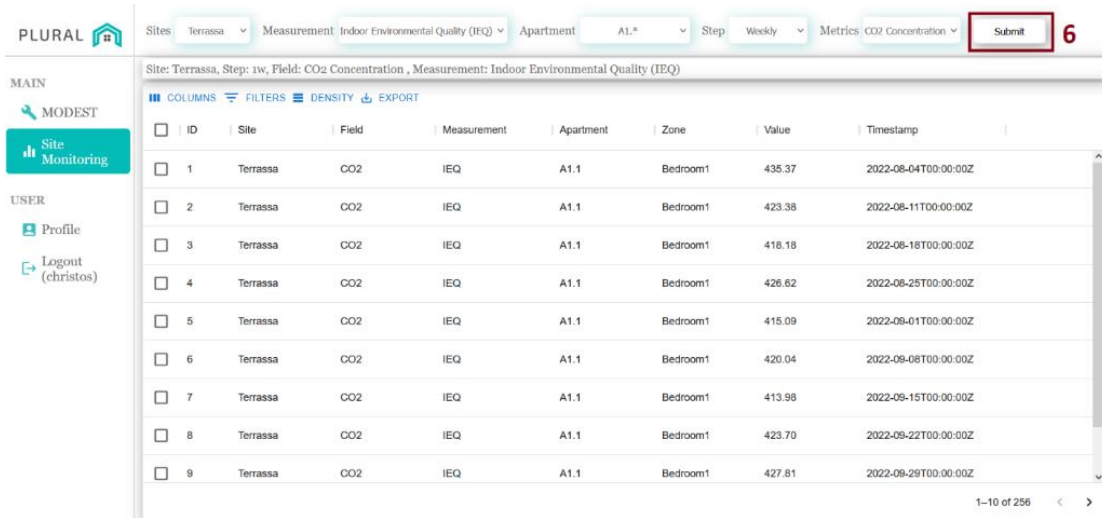 PLURAL
Sites Terrassa Measurement Indoor Environmental Quality (IEQ) Apartment A1.* Step Weekly Metrics CO2 Concentration Submit 6
Site: Terrassa, Step: 1w, Field: CO2 Concentration , Measurement: Indoor Environmental Quality (IEQ)
MAIN
MODEST
Site
Monitoring
USER
Profile
Logout
(christos)
COLUMNS FILTERS DENSITY EXPORT
ID Site Field Measurement Apartment Zone Value Timestamp
1 Terrassa CO2 IEQ A1.1 Bedroom1 435.37 2022-08-04T00:00:00Z
2 Terrassa CO2 IEQ A1.1 Bedroom1 423.38 2022-08-11T00:00:00Z
3 Terrassa CO2 IEQ A1.1 Bedroom1 418.18 2022-08-18T00:00:00Z
4 Terrassa CO2 IEQ A1.1 Bedroom1 426.62 2022-08-25T00:00:00Z
5 Terrassa CO2 IEQ A1.1 Bedroom1 415.09 2022-09-01T00:00:00Z
6 Terrassa CO2 IEQ A1.1 Bedroom1 420.04 2022-09-08T00:00:00Z
7 Terrassa CO2 IEQ A1.1 Bedroom1 413.98 2022-09-15T00:00:00Z
8 Terrassa CO2 IEQ A1.1 Bedroom1 423.70 2022-09-22T00:00:00Z
9 Terrassa CO2 IEQ A1.1 Bedroom1 427.81 2022-09-29T00:00:00Z
1–10 of 256